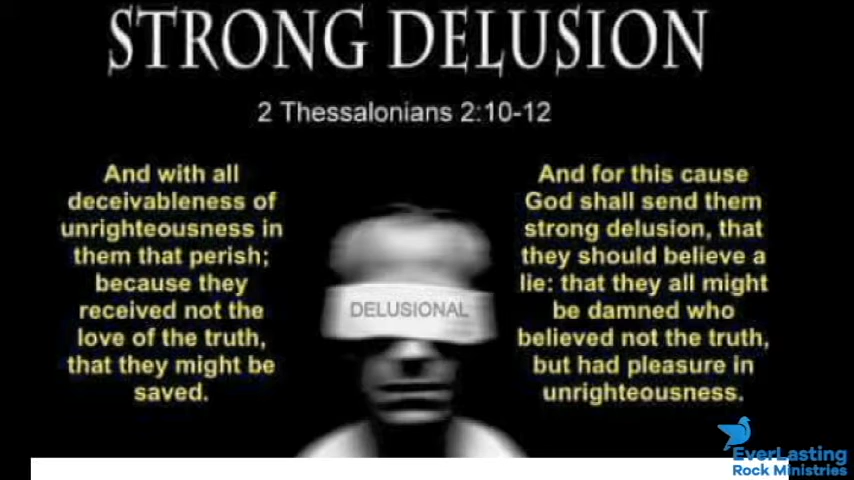 STRONG DELUSION
2 Thessalonians 2:10-12
And with all
deceivableness of
unrighteousness in
them that perish;
because they
received not the
love of the truth,
that they might be
saved.
DELUSIONAL
And for this cause
God shall send them
strong delusion, that
they should believe a
lie: that they all might
be damned who
believed not the truth,
but had pleasure in
unrighteousness.
EverLasting
Rock Ministries